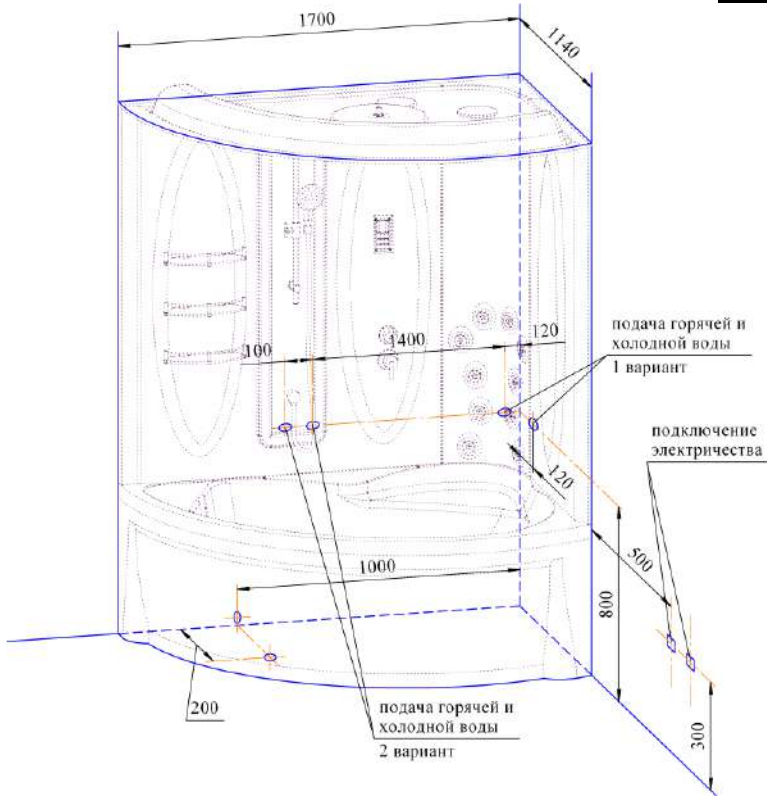 1700
1140
подача горячей и
холодной воды
1 вариант
100
1400
120
подключение
электричества
120
500
1000
800
200
подача горячей и
холодной воды
2 вариант
300